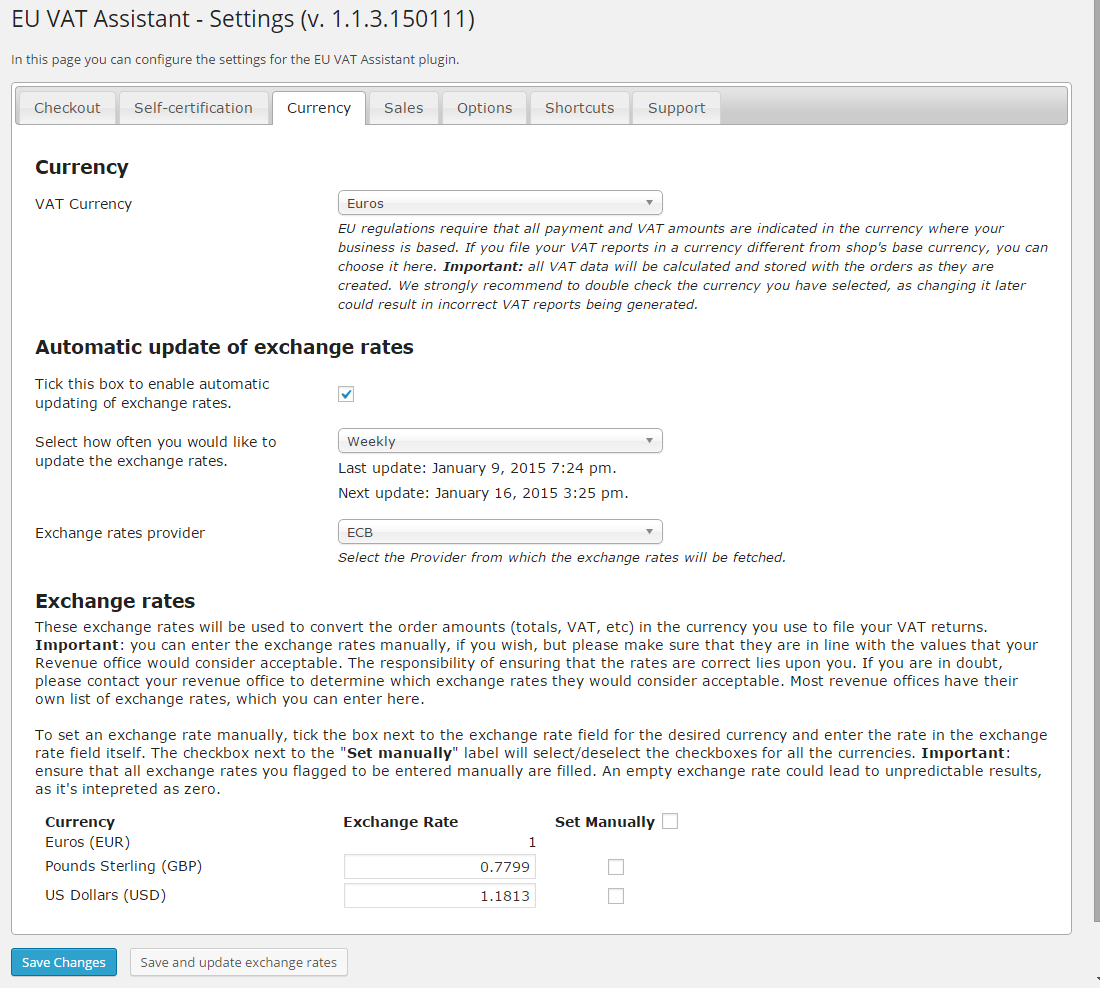 EU VAT Assistant - Settings (v. 1.1.3.150111)
In this page you can configure the settings for the EU VAT Assistant plugin.
Checkout Self-certification Currency Sales Options Shortcuts Support
Currency
VAT Currency Euros
EU regulations require that all payment and VAT amounts are indicated in the currency where your
business is based. If you file your VAT reports in a currency different from shop's base currency, you can
choose it here. Important: all VAT data will be calculated and stored with the orders as they are
created. We strongly recommend to double check the currency you have selected, as changing it later
could result in incorrect VAT reports being generated.
Automatic update of exchange rates
Tick this box to enable automatic
updating of exchange rates.
Select how often you would like to
update the exchange rates.
Weekly
Last update: January 9, 2015 7:24 pm.
Next update: January 16, 2015 3:25 pm.
Exchange rates provider ECB
Select the Provider from which the exchange rates will be fetched.
Exchange rates
These exchange rates will be used to convert the order amounts (totals, VAT, etc) in the currency you use to file your VAT returns.
Important: you can enter the exchange rates manually, if you wish, but please make sure that they are in line with the values that your
Revenue office would consider acceptable. The responsibility of ensuring that the rates are correct lies upon you. If you are in doubt,
please contact your revenue office to determine which exchange rates they would consider acceptable. Most revenue offices have their
own list of exchange rates, which you can enter here.
To set an exchange rate manually, tick the box next to the exchange rate field for the desired currency and enter the rate in the exchange
rate field itself. The checkbox next to the "Set manually" label will select/deselect the checkboxes for all the currencies. Important:
ensure that all exchange rates you flagged to be entered manually are filled. An empty exchange rate could lead to unpredictable results,
as it's intepreted as zero.
Currency Exchange Rate Set Manually
Euros (EUR) 1
Pounds Sterling (GBP) 0.7799
US Dollars (USD) 1.1813
Save Changes Save and update exchange rates